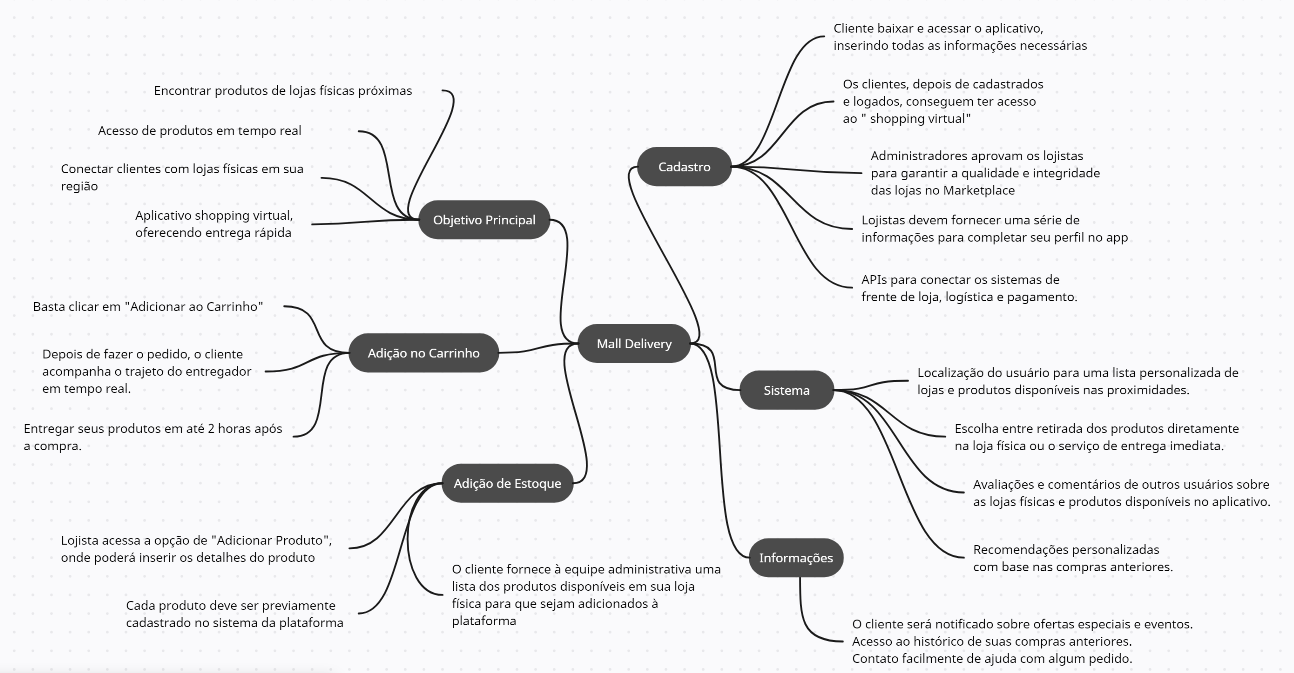 Mall Delivery
Objetivo Principal
Encontrar produtos de lojas físicas próximas
Acesso de produtos em tempo real
Conectar clientes com lojas físicas em sua
região
Aplicativo shopping virtual,
oferecendo entrega rápida
Adição no Carrinho
Basta clicar em "Adicionar ao Carrinho"
Depois de fazer o pedido, o cliente
acompanha o trajeto do entregador
em tempo real.
Entregar seus produtos em até 2 horas após
a compra.
Adição de Estoque
Lojista acessa a opção de "Adicionar Produto",
onde poderá inserir os detalhes do produto
Cada produto deve ser previamente
cadastrado no sistema da plataforma
O cliente fornece à equipe administrativa uma
lista dos produtos disponíveis em sua loja
física para que sejam adicionados à
plataforma
Cadastro
Cliente baixar e acessar o aplicativo,
inserindo todas as informações necessárias
Os clientes, depois de cadastrados
e logados, conseguem ter acesso
ao " shopping virtual"
Administradores aprovam os lojistas
para garantir a qualidade e integridade
das lojas no Marketplace
Lojistas devem fornecer uma série de
informações para completar seu perfil no app
APIs para conectar os sistemas de
frente de loja, logística e pagamento.
Sistema
Localização do usuário para uma lista personalizada de
lojas e produtos disponíveis nas proximidades.
Escolha entre retirada dos produtos diretamente
na loja física ou o serviço de entrega imediata.
Avaliações e comentários de outros usuários sobre
as lojas físicas e produtos disponíveis no aplicativo.
Recomendações personalizadas
com base nas compras anteriores.
Informações
O cliente será notificado sobre ofertas especiais e eventos.
Acesso ao histórico de suas compras anteriores.
Contato facilmente de ajuda com algum pedido.